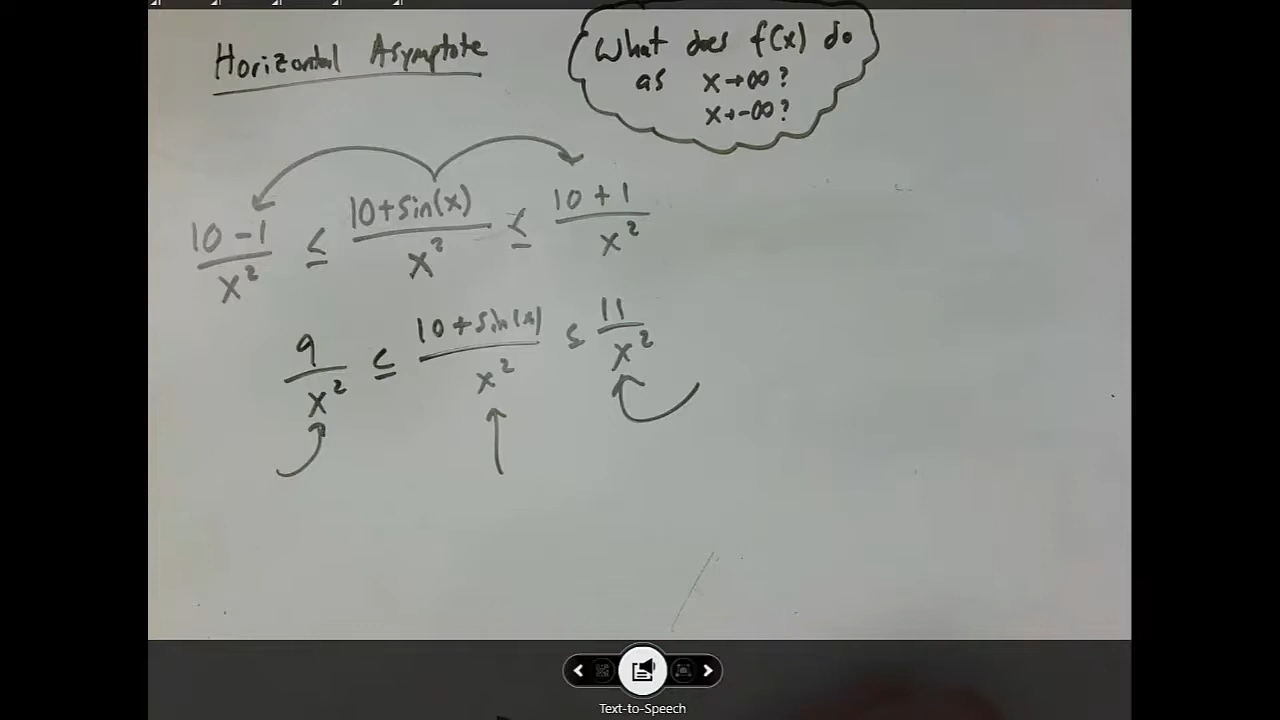 Horizontal Asymptote
What does f(x) do
as x→∞?
x→-∞?
10-1/x² ≤ 10+sin(x)/x² ≤ 10+1/x²
9/x² ≤ 10+sin(x)/x² ≤ 11/x²
Text-to-Speech